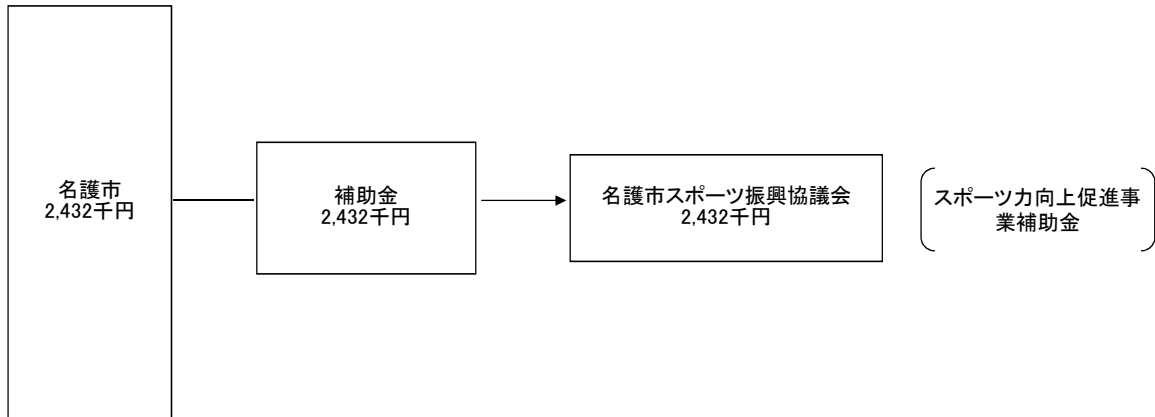 名護市
2,432千円
補助金
2,432千円
名護市スポーツ振興協議会
2,432千円
スポーツ力向上促進事
業補助金